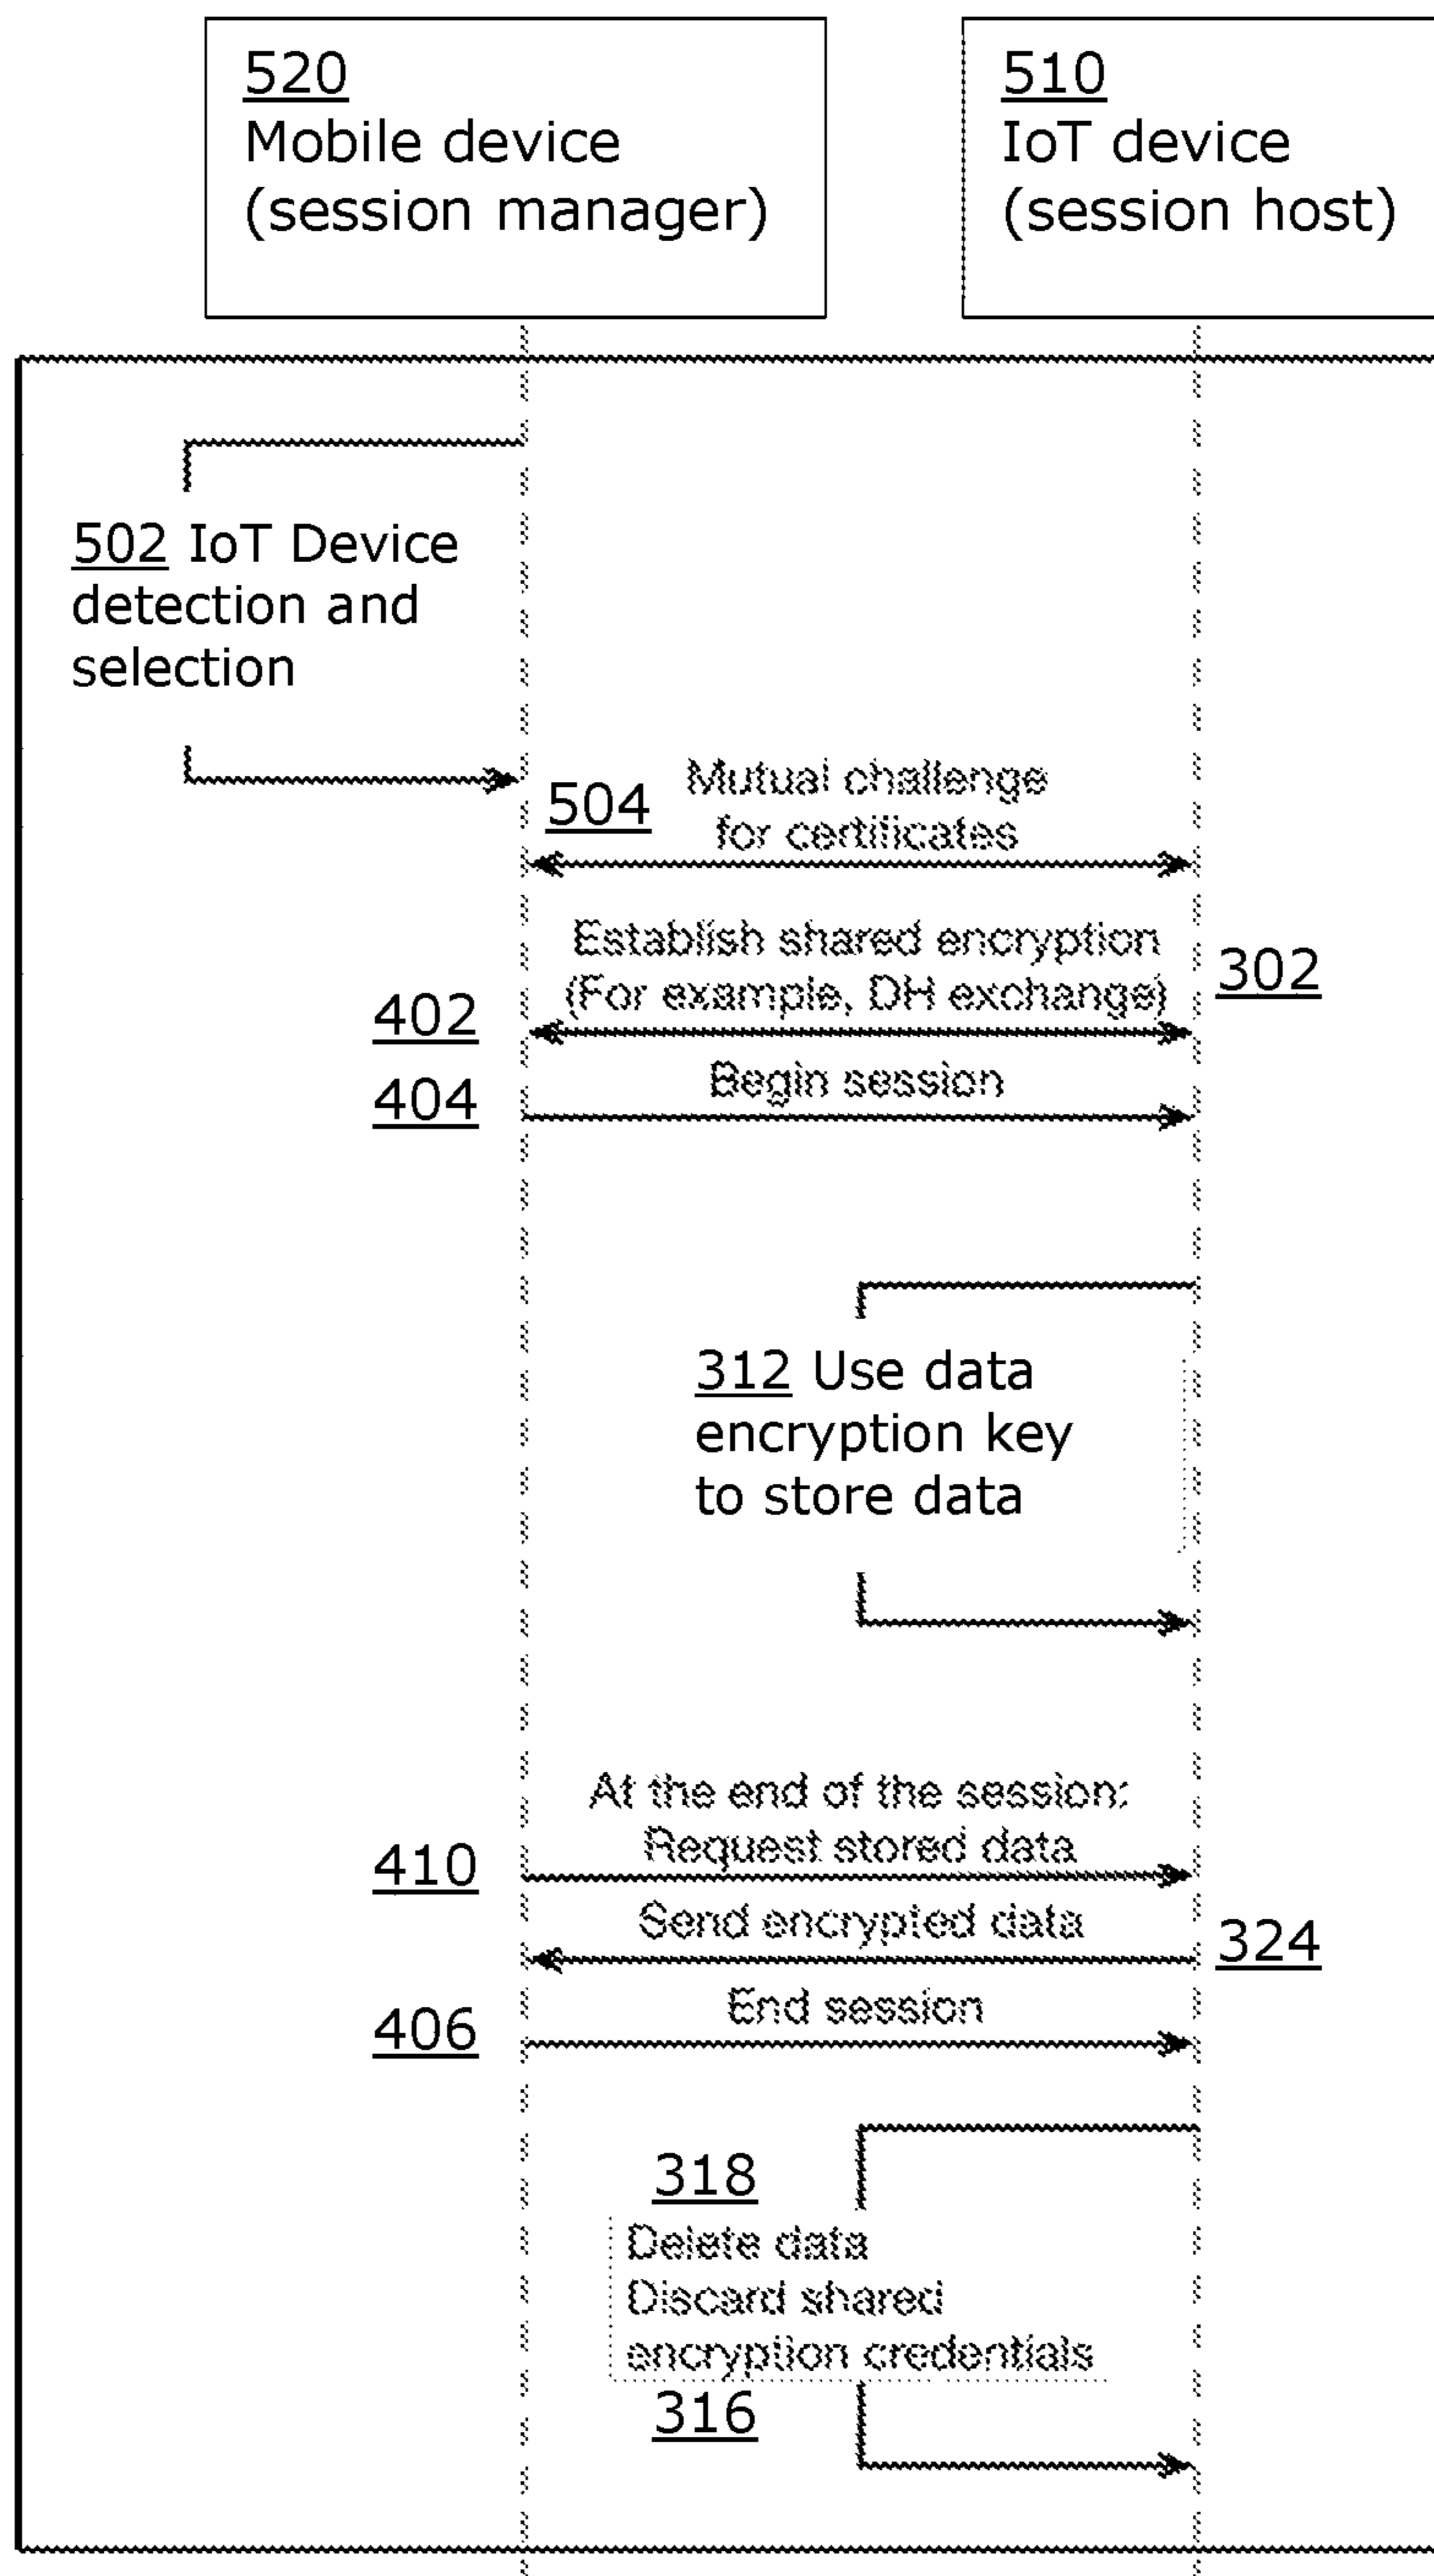 520
Mobile device
(session manager)
510
IoT device
(session host)
502 IoT Device
detection and
selection
504
Mutual challenge
for certificates
Establish shared encryption
(For example, DH exchange)
302
402
Begin session
404
312 Use data
encryption key
to store data
At the end of the session:
Request stored data
410
Send encrypted data
324
End session
406
318
Delete data
Discard shared
encryption credentials
316